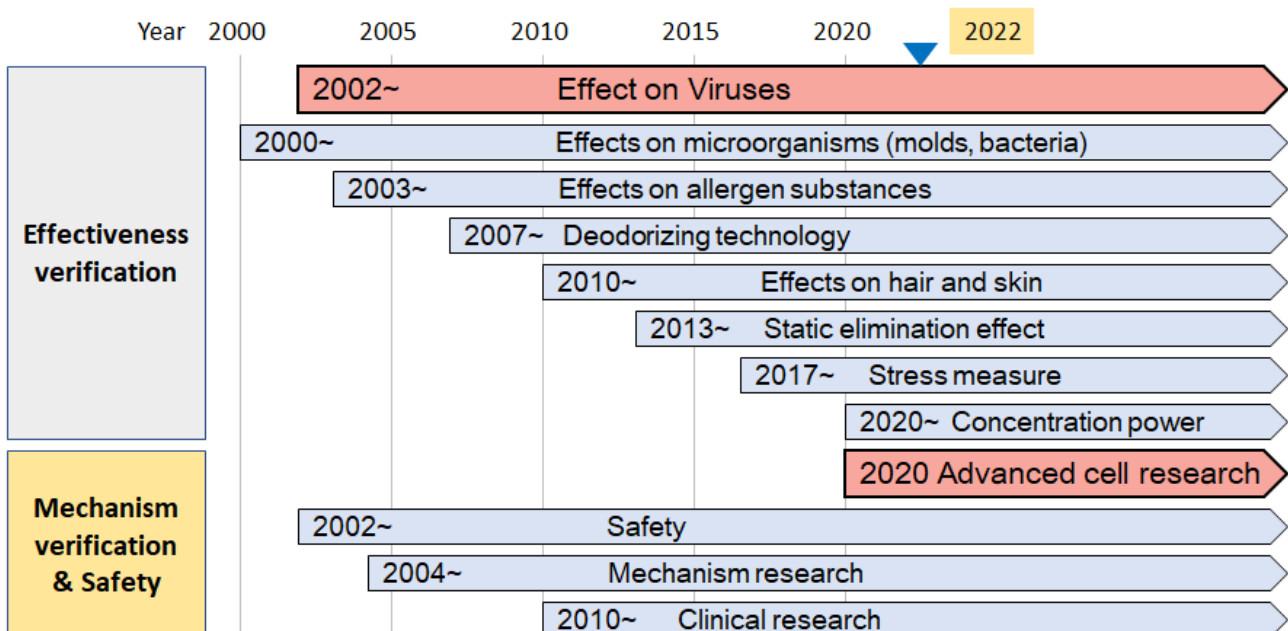 Year 2000 2005 2010 2015 2020 2022
2002~ Effect on Viruses
2000~ Effects on microorganisms (molds, bacteria)
2003~ Effects on allergen substances
Effectiveness
verification
2007~ Deodorizing technology
2010~ Effects on hair and skin
2013~ Static elimination effect
2017~ Stress measure
2020~ Concentration power
2020 Advanced cell research
Mechanism
verification
& Safety
2002~ Safety
2004~ Mechanism research
2010~ Clinical research